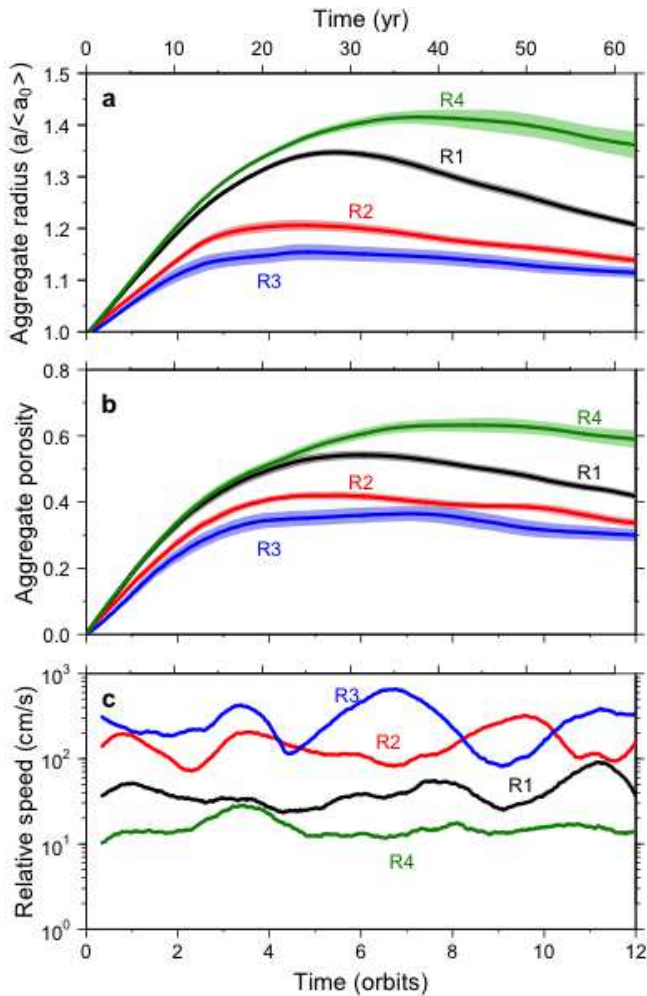 Time (yr)
0 10 20 30 40 50 60
1.5
a
R4
1.4
R1
1.3
R2
1.2
1.1
R3
1.0
Aggregate radius (a/<a₀>)
0.8
b
R4
0.6
R1
R2
0.4
R3
0.2
0.0
Aggregate porosity
10³
c
R3
R2
10²
R1
10¹
R4
10⁰
Relative speed (cm/s)
0 2 4 6 8 10 12
Time (orbits)